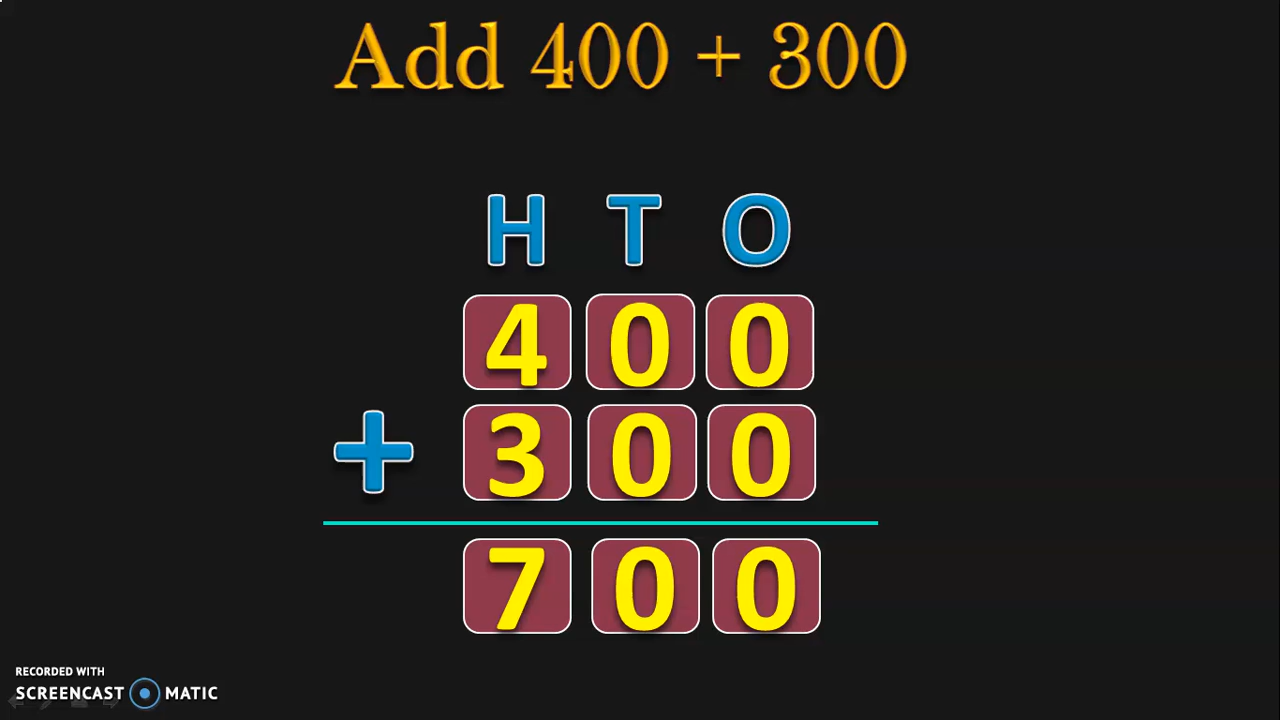 Add 400 + 300
H T O
4 0 0
+ 3 0 0
7 0 0
RECORDED WITH
SCREENCAST MATIC